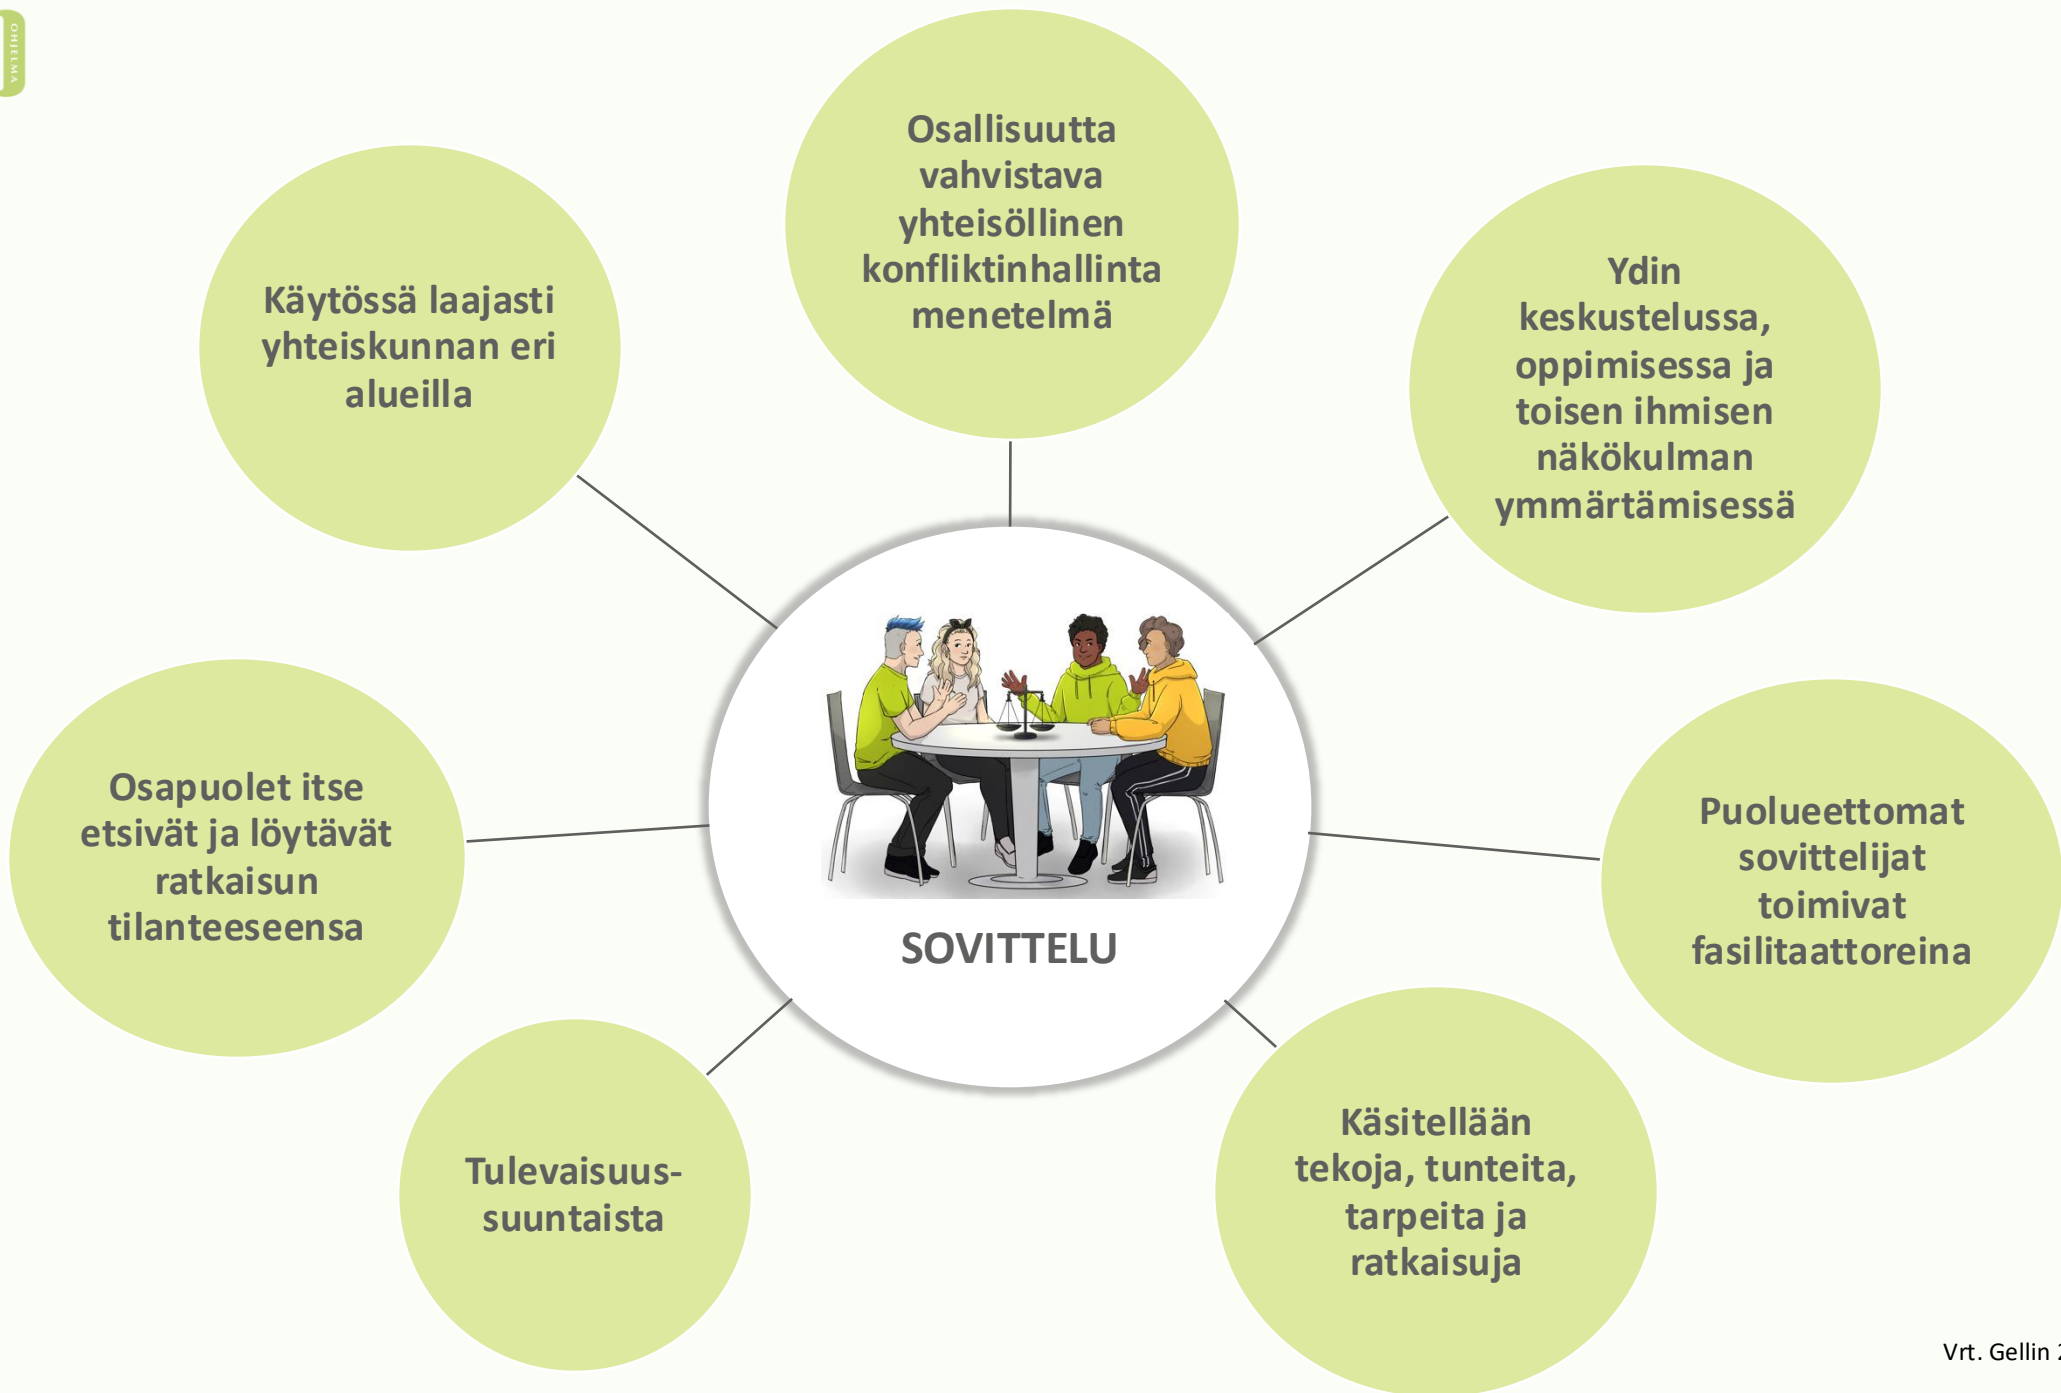 OHJELMA
Osallisuutta
vahvistava
yhteisöllinen
konfliktinhallinta
menetelmä
Ydin
keskustelussa,
oppimisessa ja
toisen ihmisen
näkökulman
ymmärtämisessä
Puolueettomat
sovittelijat
toimivat
fasilitaattoreina
Käsitellään
tekoja, tunteita,
tarpeita ja
ratkaisuja
Tulevaisuus-
suuntaista
Osapuolet itse
etsivät ja löytävät
ratkaisun
tilanteeseensa
Käytössä laajasti
yhteiskunnan eri
alueilla
SOVITTELU
Vrt. Gellin